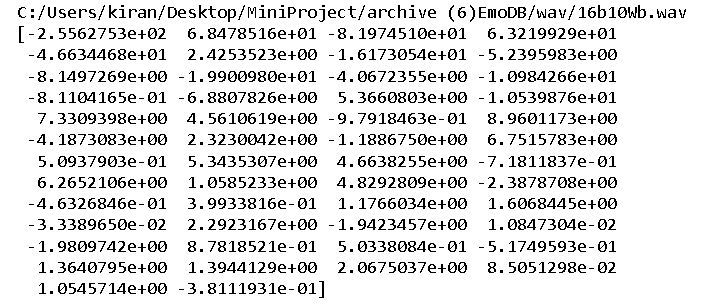 C:/Users/kiran/Desktop/MiniProject/archive (6)EmoDB/wav/16b10Wb.wav
[-2.5562753e+02 6.8478516e+01 -8.1974510e+01 6.3219929e+01
-4.6634468e+01 2.4253523e+00 -1.6173054e+01 -5.2395983e+00
-8.1497269e+00 -1.9900980e+01 -4.0672355e+00 -1.0984266e+01
-8.1104165e-01 -6.8807826e+00 5.3660803e+00 -1.0539876e+01
7.3309398e+00 4.5610619e+00 -9.7918463e-01 8.9601173e+00
-4.1873083e+00 2.3230042e+00 -1.1886750e+00 6.7515783e+00
5.0937903e-01 5.3435307e+00 4.6638255e+00 -7.1811837e-01
6.2652106e+00 1.0585233e+00 4.8292809e+00 -2.3878708e+00
-4.6326846e-01 3.9933816e-01 1.1766034e+00 1.6068445e+00
-3.3389650e-02 2.2923167e+00 -1.9423457e+00 1.0847304e-02
-1.9809742e+00 8.7818521e-01 5.0338084e-01 -5.1749593e-01
1.3640795e+00 1.3944129e+00 2.0675037e+00 8.5051298e-02
1.0545714e+00 -3.8111931e-01]